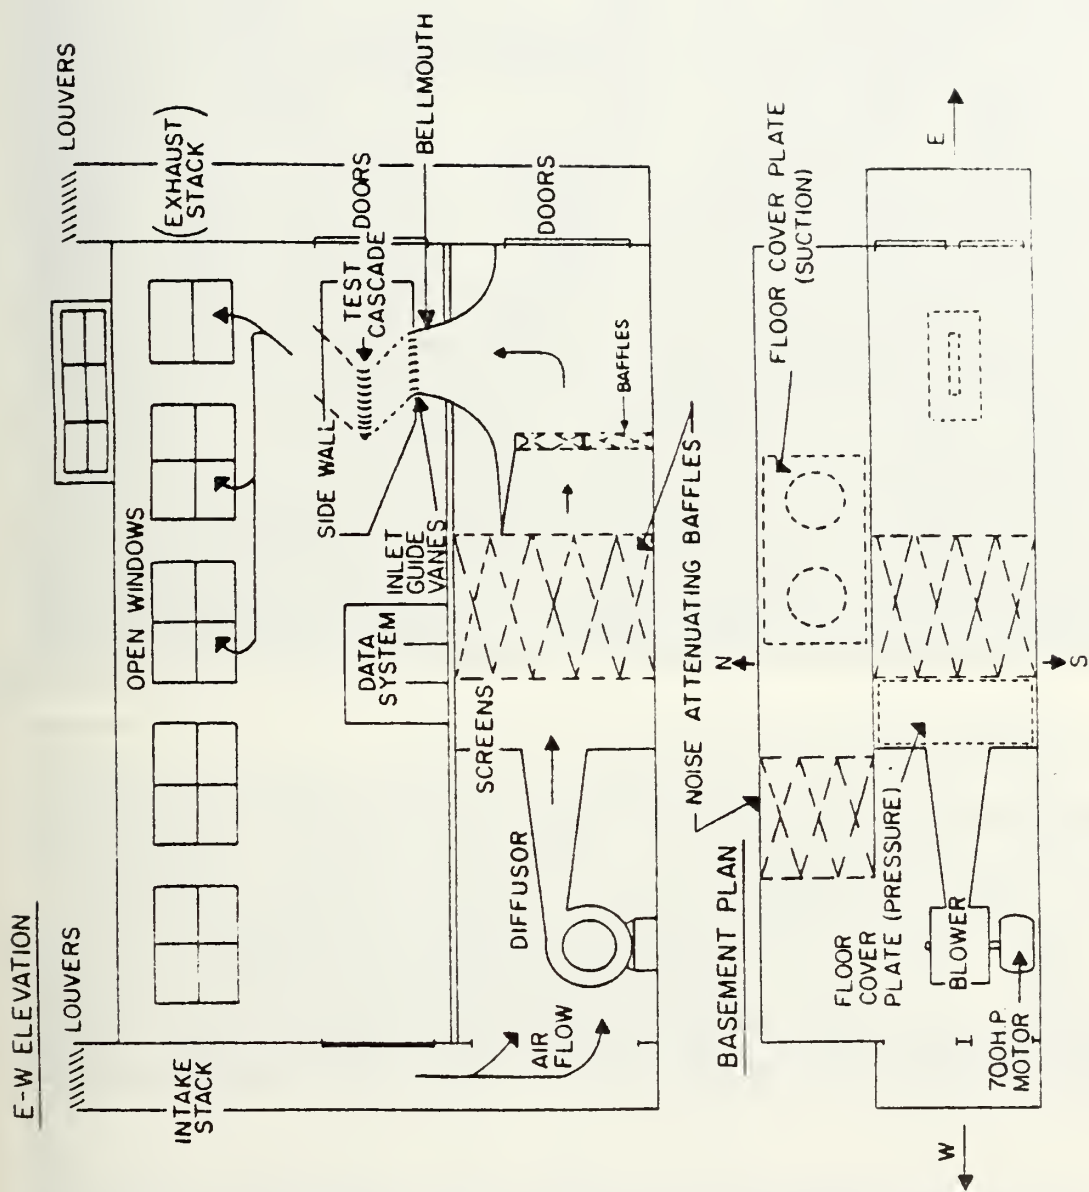 E-W ELEVATION
LOUVERS
LOUVERS
INTAKE
STACK
(EXHAUST
STACK)
OPEN WINDOWS
SIDE WALL
TEST
CASCADE
DOORS
BELLMOUTH
INLET
GUIDE
VANES
DATA
SYSTEM
SCREENS
DIFFUSOR
AIR
FLOW
BAFFLES
DOORS
NOISE ATTENUATING BAFFLES
BASEMENT PLAN
FLOOR COVER PLATE
(SUCTION)
N
S
E
W
FLOOR
COVER
PLATE (PRESSURE)
BLOWER
700H.P.
MOTOR
I